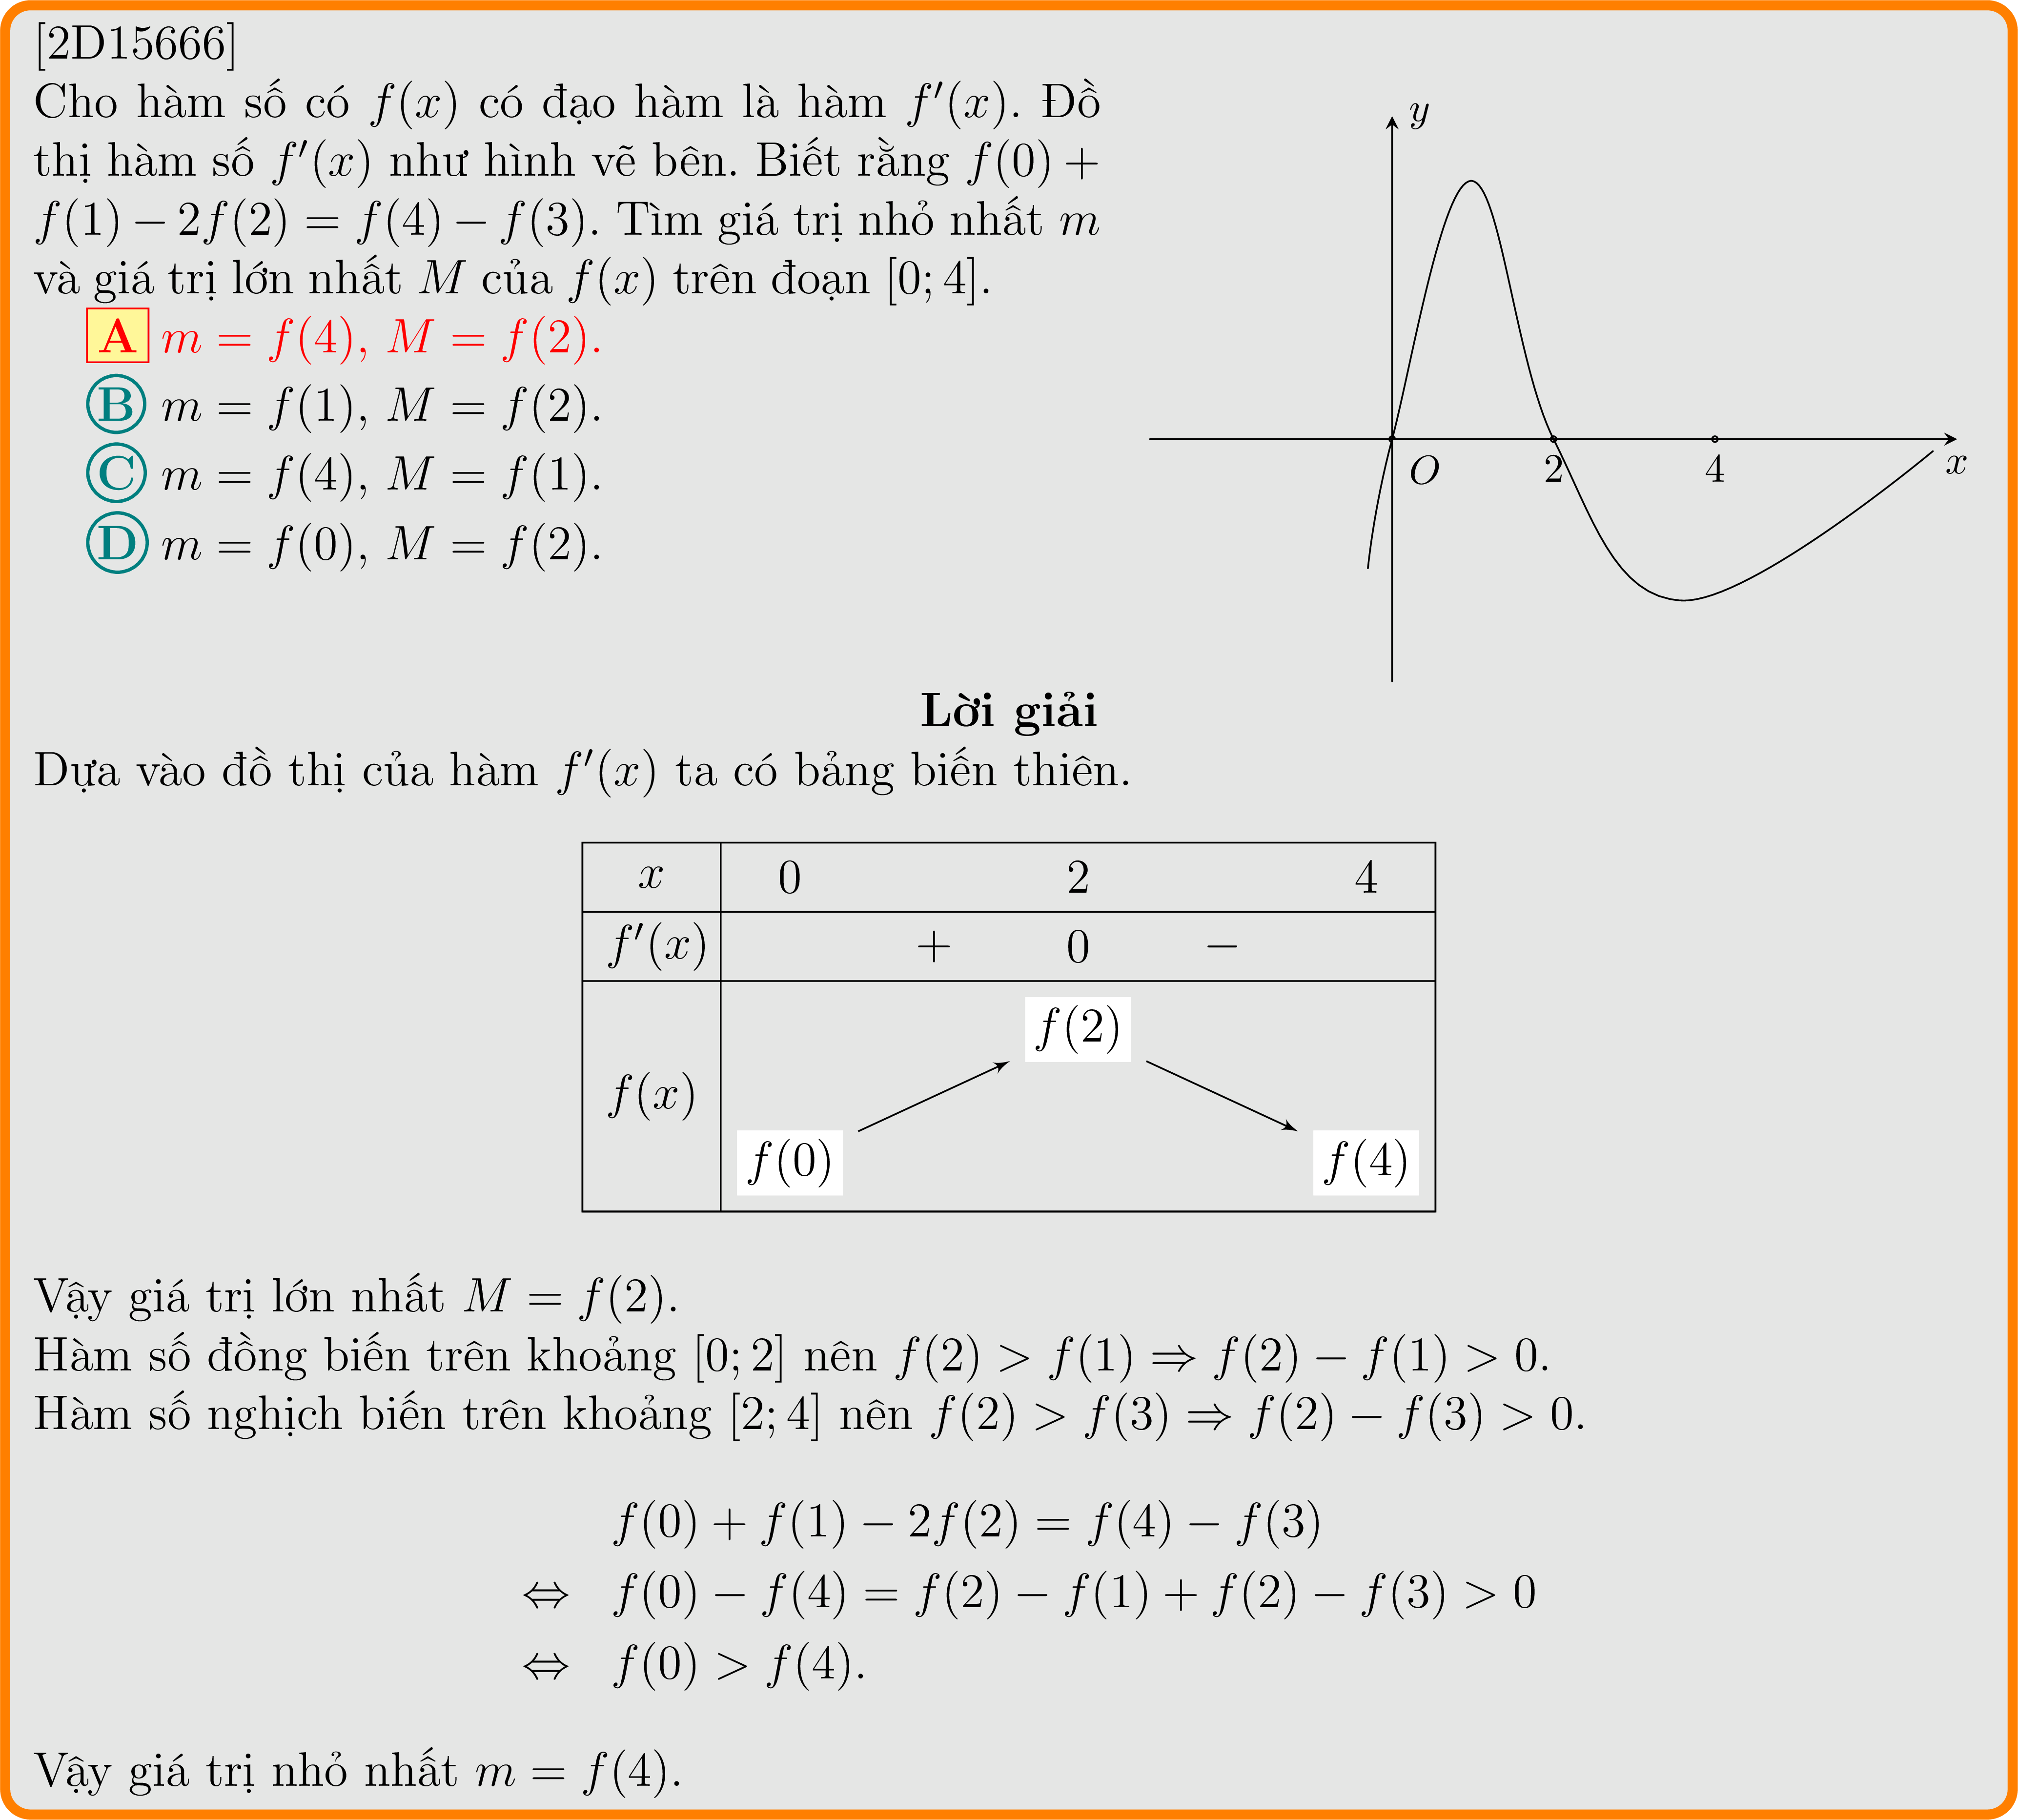 [2D15666]
Cho hàm số có f(x) có đạo hàm là hàm f′(x). Đồ
thị hàm số f′(x) như hình vẽ bên. Biết rằng f(0) +
f(1) − 2f(2) = f(4) − f(3). Tìm giá trị nhỏ nhất m
và giá trị lớn nhất M của f(x) trên đoạn [0; 4].
A m = f(4), M = f(2).
B m = f(1), M = f(2).
C m = f(4), M = f(1).
D m = f(0), M = f(2).
y
O 2 4 x
Lời giải
Dựa vào đồ thị của hàm f′(x) ta có bảng biến thiên.
x 0 2 4
f′(x) + 0 −
f(2)
f(x)
f(0) f(4)
Vậy giá trị lớn nhất M = f(2).
Hàm số đồng biến trên khoảng [0; 2] nên f(2) > f(1) ⇒ f(2) − f(1) > 0.
Hàm số nghịch biến trên khoảng [2; 4] nên f(2) > f(3) ⇒ f(2) − f(3) > 0.
f(0) + f(1) − 2f(2) = f(4) − f(3)
⇔ f(0) − f(4) = f(2) − f(1) + f(2) − f(3) > 0
⇔ f(0) > f(4).
Vậy giá trị nhỏ nhất m = f(4).